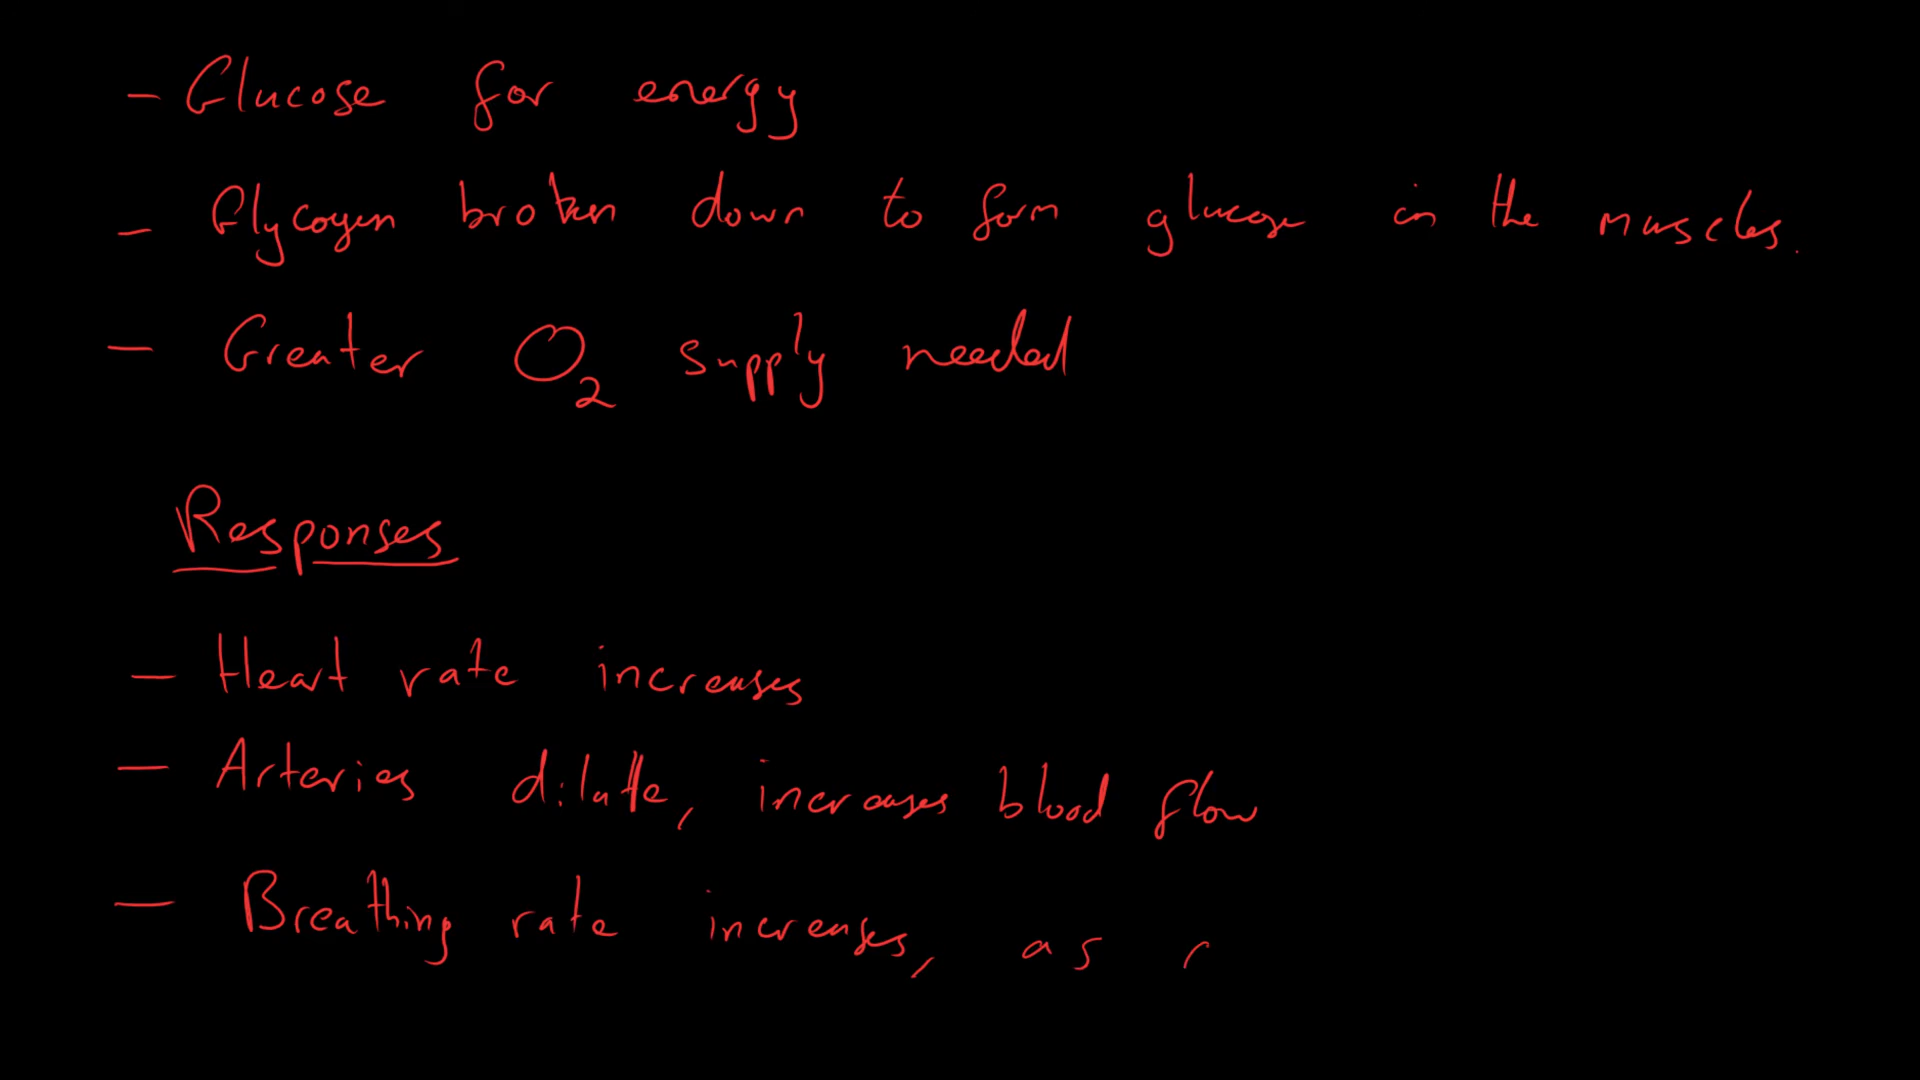 - Glucose for energy
- Glycogen broken down to form glucose in the muscles.
- Greater O₂ supply needed
Responses
- Heart rate increases
- Arteries dilate, increases blood flow
- Breathing rate increases, as